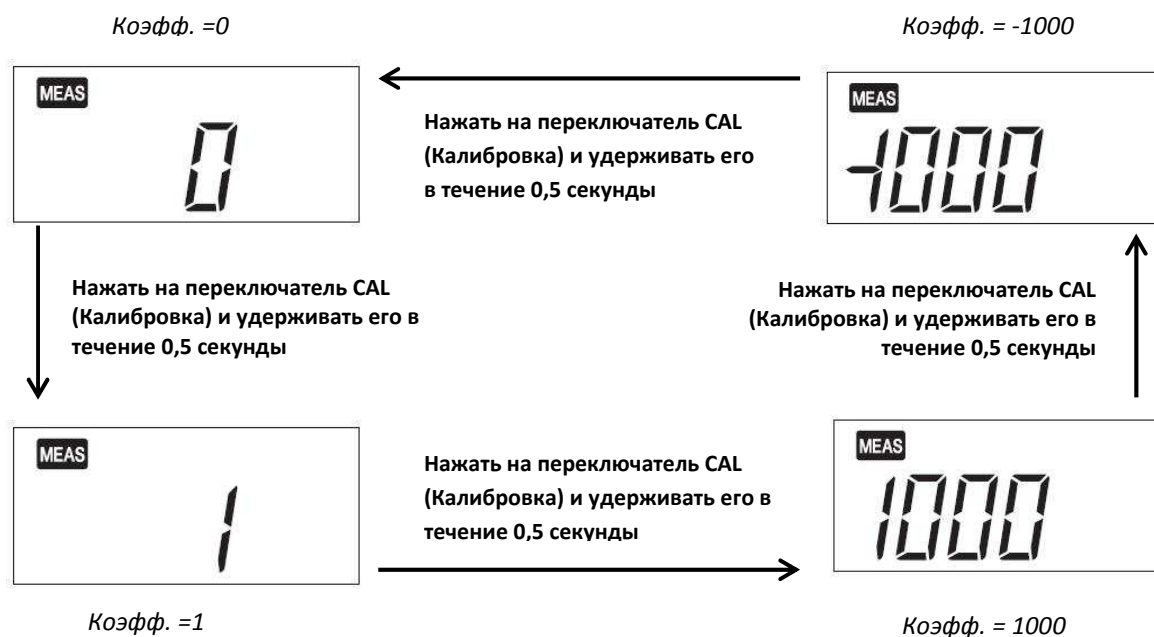 Коэфф. =0
Коэфф. = -1000
MEAS
0
Нажать на переключатель CAL
(Калибровка) и удерживать его
в течение 0,5 секунды
MEAS
-1000
Нажать на переключатель CAL
(Калибровка) и удерживать его в
течение 0,5 секунды
Нажать на переключатель CAL
(Калибровка) и удерживать его в
течение 0,5 секунды
MEAS
1
Нажать на переключатель CAL
(Калибровка) и удерживать его в
течение 0,5 секунды
MEAS
1000
Коэфф. =1
Коэфф. = 1000